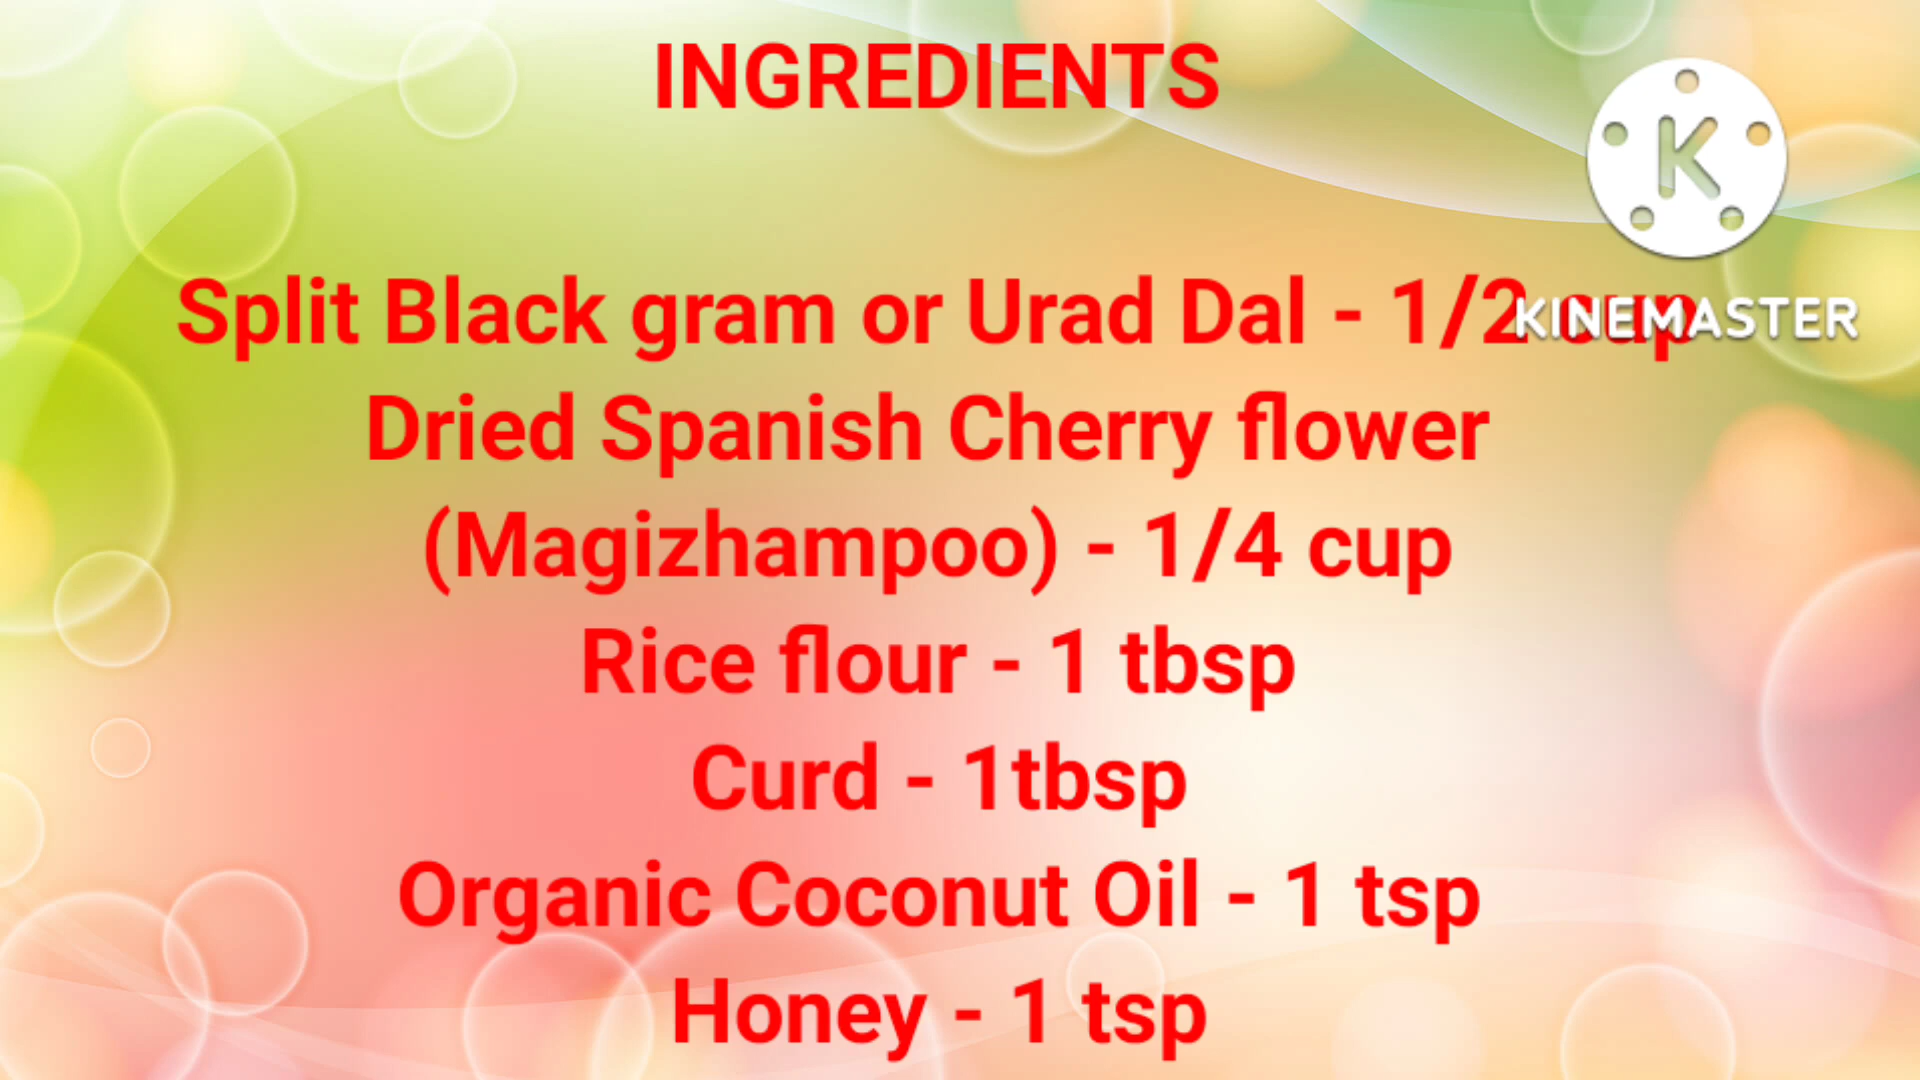 INGREDIENTS
Split Black gram or Urad Dal - 1/2 cup
KINEMASTER
Dried Spanish Cherry flower
(Magizhampoo) - 1/4 cup
Rice flour - 1 tbsp
Curd - 1tbsp
Organic Coconut Oil - 1 tsp
Honey - 1 tsp